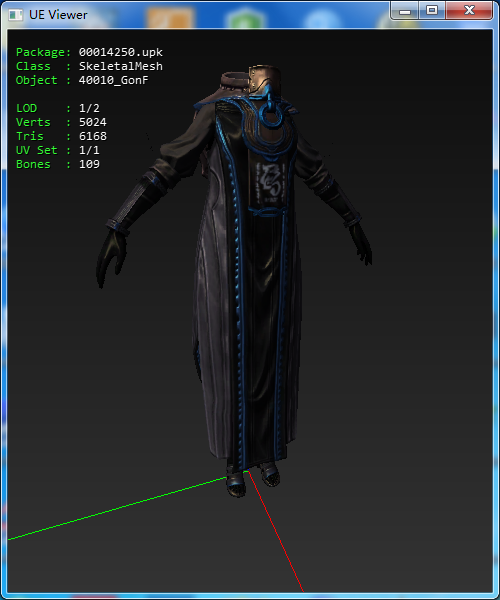 UE Viewer
Package: 00014250.upk
Class : SkeletalMesh
Object : 40010_GonF
LOD : 1/2
Verts : 5024
Tris : 6168
UV Set : 1/1
Bones : 109